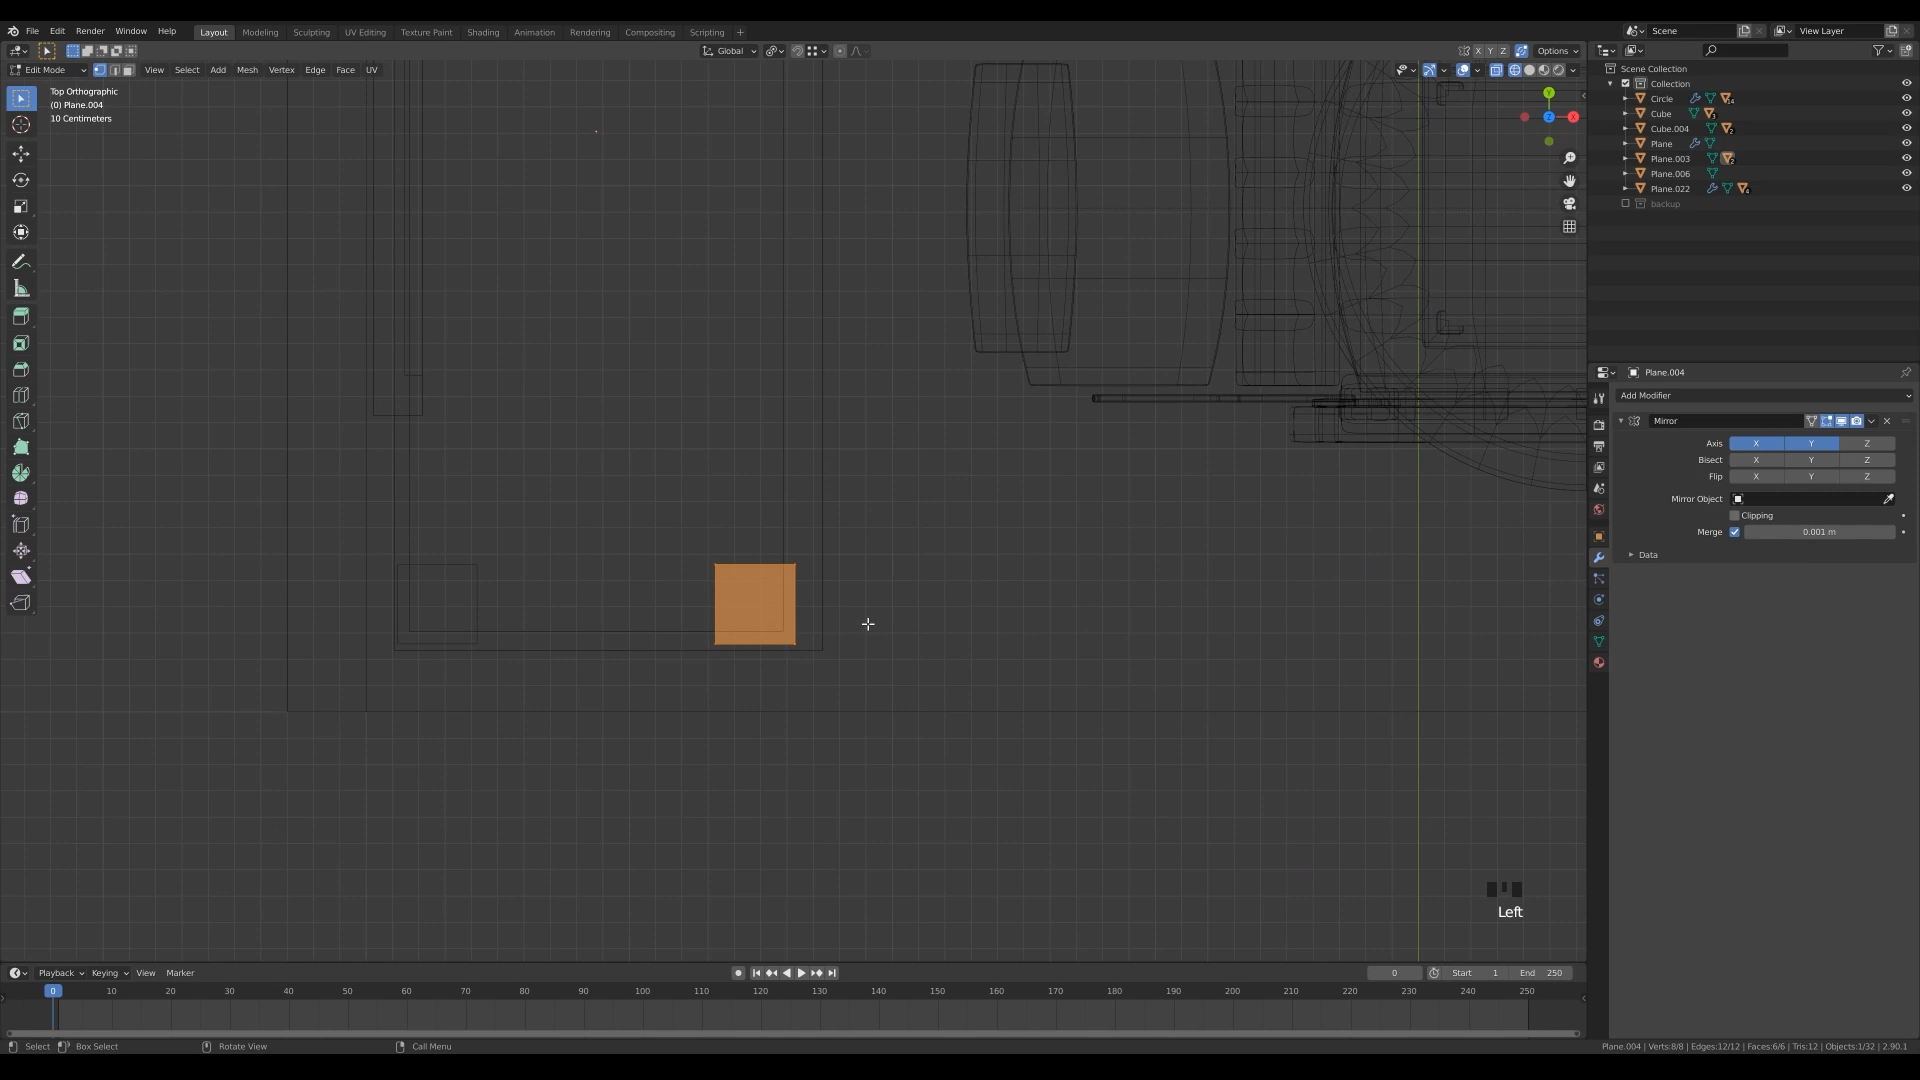 File Edit Render Window Help Layout Modeling Sculpting UV Editing Texture Paint Shading Animation Rendering Compositing Scripting + Scene View Layer
Global X Y Z Options
Edit Mode View Select Add Mesh Vertex Edge Face UV
Top Orthographic
(0) Plane.004
10 Centimeters
Y
Z
X
Left
Scene Collection
Collection
Circle 14
Cube 3
Cube.004 2
Plane
Plane.003 2
Plane.006
Plane.022 4
backup
Plane.004
Add Modifier
Mirror
Axis X Y Z
Bisect X Y Z
Flip X Y Z
Mirror Object
Clipping
Merge 0.001 m
Data
Playback Keying View Marker 0 Start 1 End 250
0 10 20 30 40 50 60 70 80 90 100 110 120 130 140 150 160 170 180 190 200 210 220 230 240 250
Select Box Select Rotate View Call Menu Plane.004 | Verts:8/8 | Edges:12/12 | Faces:6/6 | Tris:12 | Objects:1/32 | 2.90.1